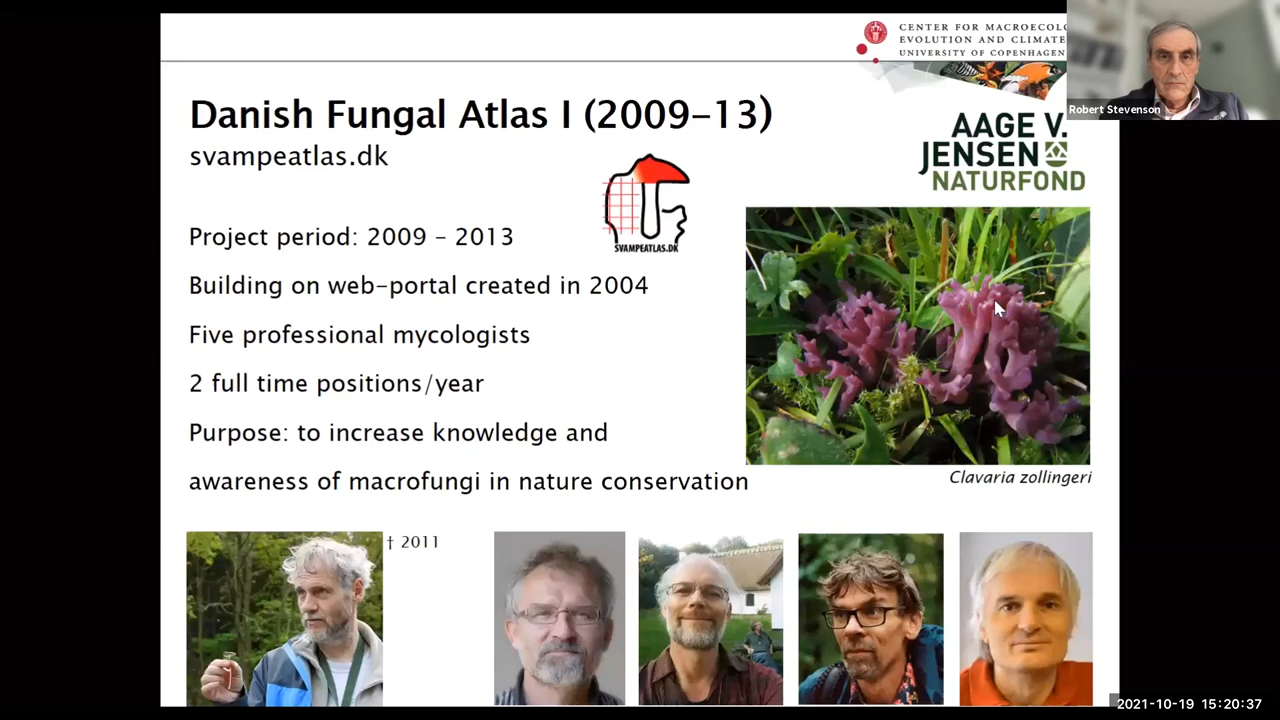 CENTER FOR MACROECOL
EVOLUTION AND CLIMATE
UNIVERSITY OF COPENHAGEN
Robert Stevenson
Danish Fungal Atlas I (2009–13)
svampeatlas.dk
AAGE V.
JENSEN
NATURFOND
SVAMPEATLAS.DK
Project period: 2009 – 2013
Building on web-portal created in 2004
Five professional mycologists
2 full time positions/year
Purpose: to increase knowledge and
awareness of macrofungi in nature conservation
Clavaria zollingeri
† 2011
2021-10-19 15:20:37